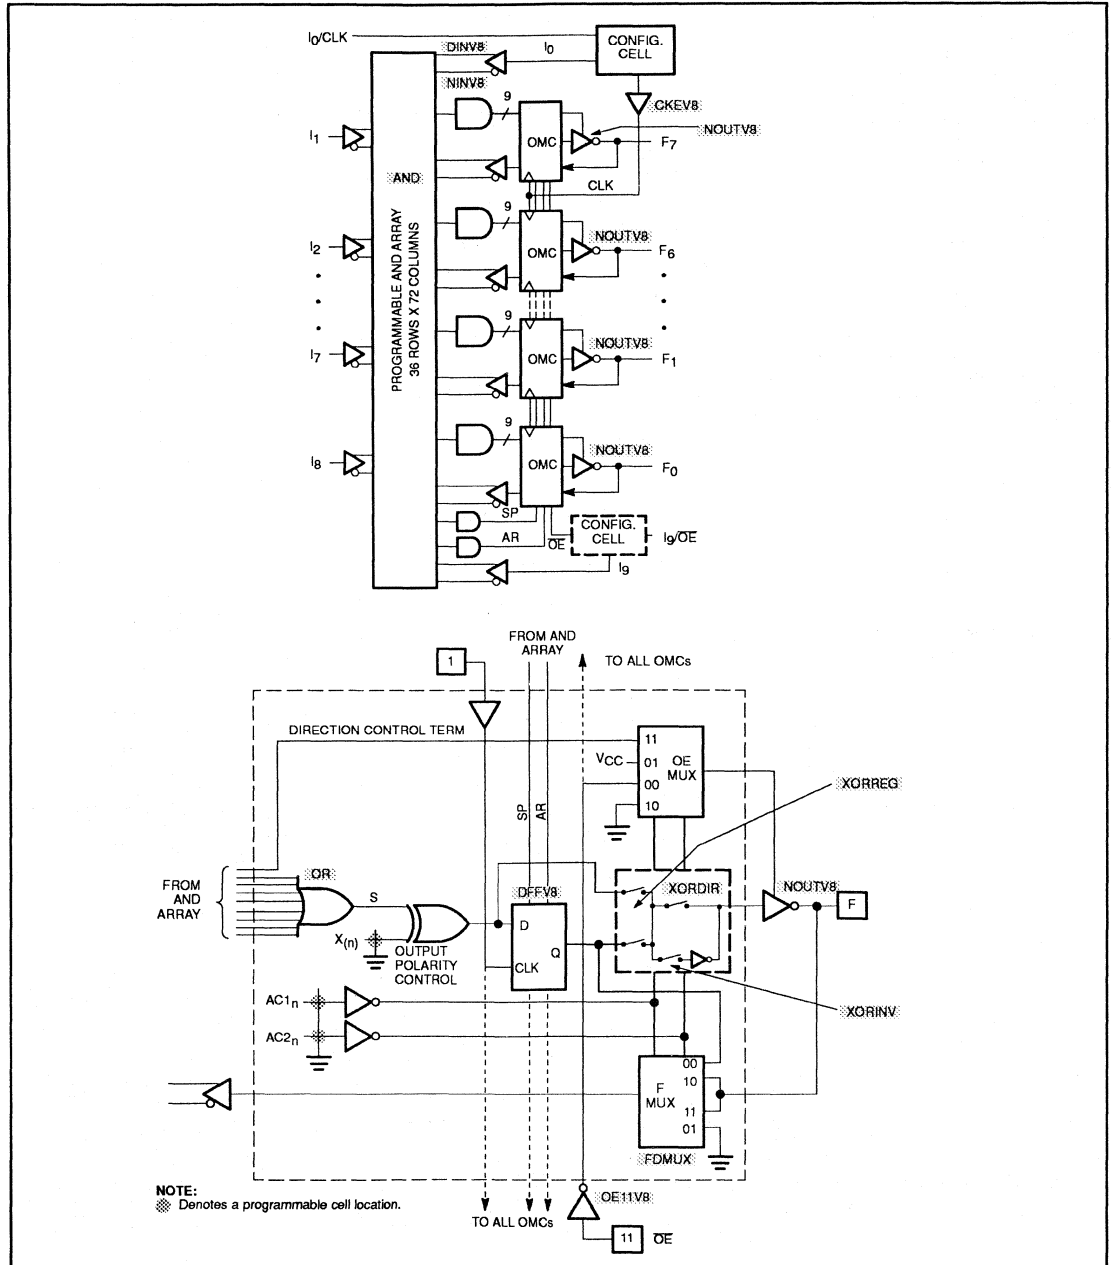 I0/CLK
CONFIG.
CELL
DINV8
I0
NINV8
9
CKEV8
NOUTV8
I1
OMC
F7
AND
CLK
PROGRAMMABLE AND ARRAY
36 ROWS X 72 COLUMNS
9
NOUTV8
I2
OMC
F6
9
NOUTV8
I7
OMC
F1
9
NOUTV8
I8
OMC
F0
SP
CONFIG.
CELL
AR
OE
I9/OE
I9
FROM AND
ARRAY
1
TO ALL OMCs
DIRECTION CONTROL TERM
11
VCC
01
OE
MUX
00
10
SP
AR
XORREG
OR
FROM
AND
ARRAY
DFFV8
XORDIR
NOUTV8
F
S
D
X(n)
Q
OUTPUT
POLARITY
CONTROL
CLK
AC1n
XORINV
AC2n
00
10
F
MUX
11
01
FDMUX
NOTE:
Denotes a programmable cell location.
OE11V8
TO ALL OMCs
11
OE